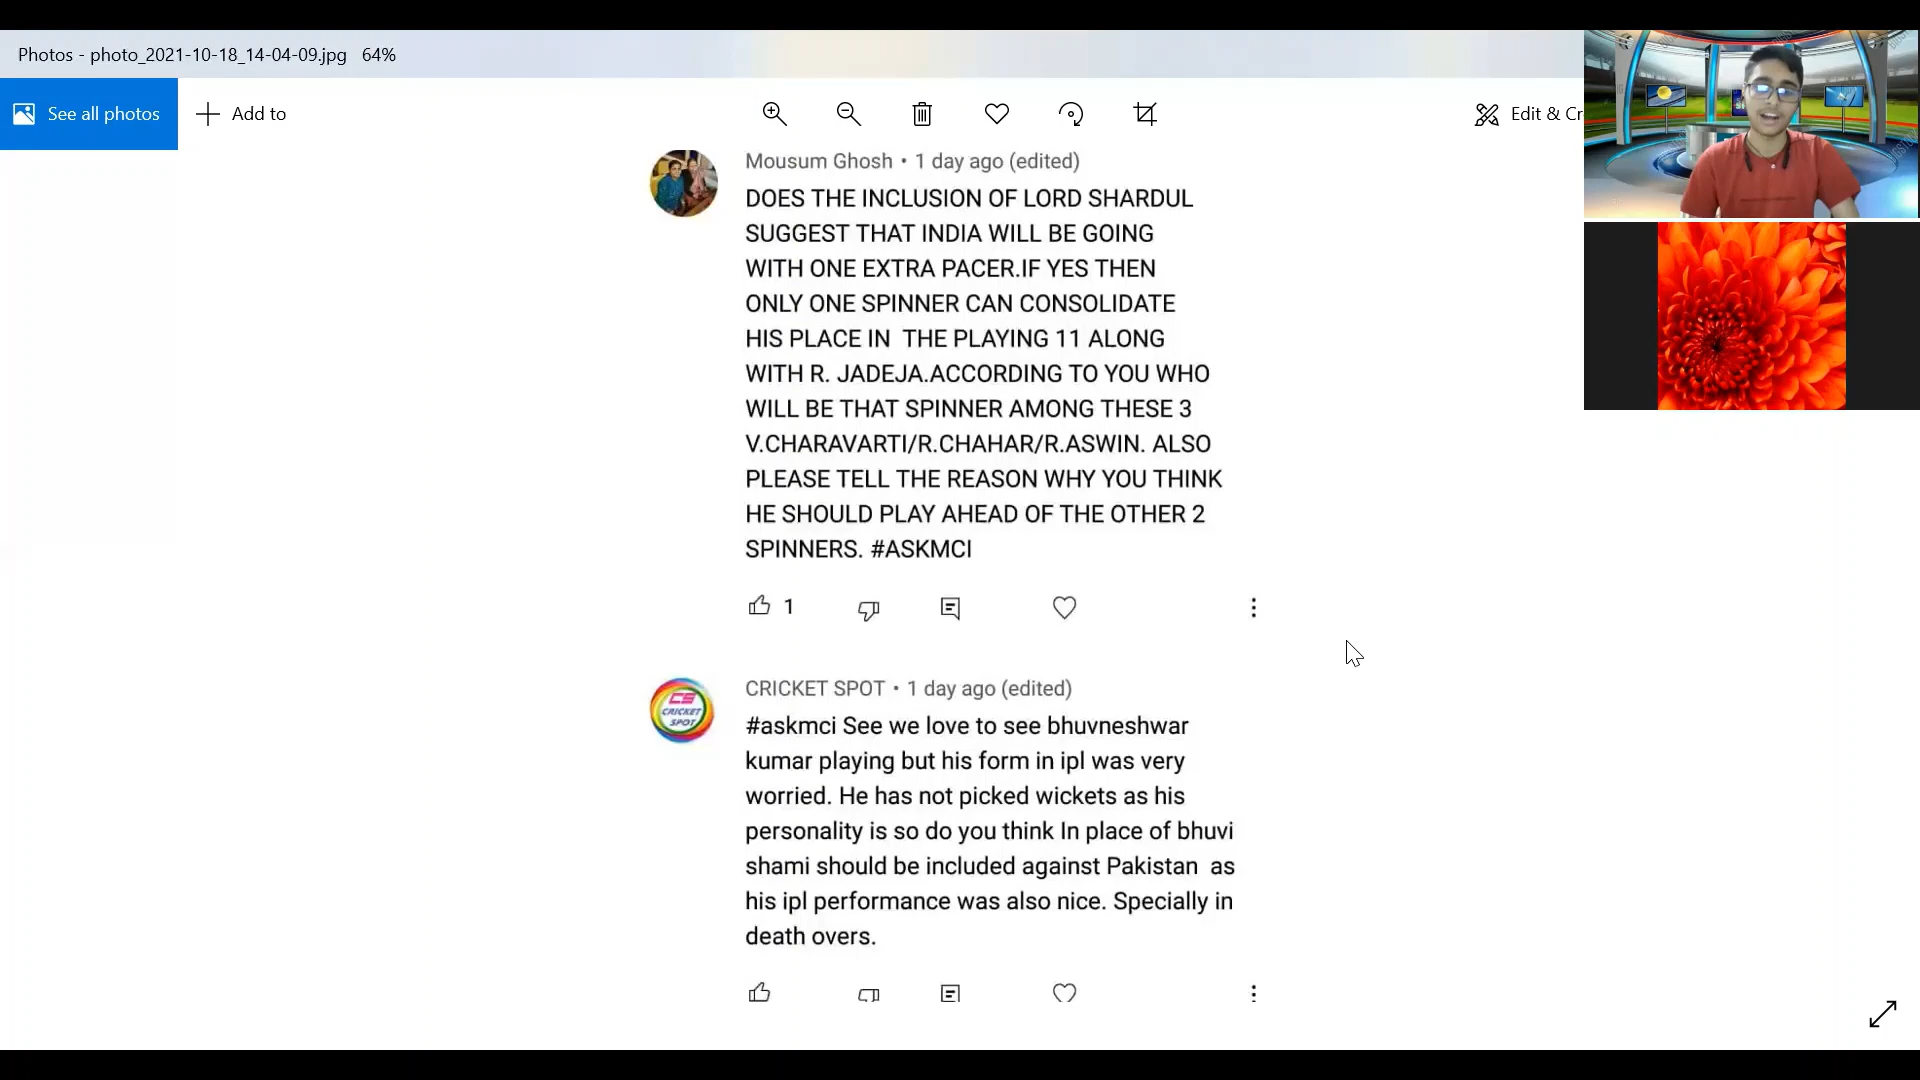 Photos - photo_2021-10-18_14-04-09.jpg 64%
See all photos
Add to
Edit & Cr
Mousum Ghosh • 1 day ago (edited)
DOES THE INCLUSION OF LORD SHARDUL
SUGGEST THAT INDIA WILL BE GOING
WITH ONE EXTRA PACER.IF YES THEN
ONLY ONE SPINNER CAN CONSOLIDATE
HIS PLACE IN THE PLAYING 11 ALONG
WITH R. JADEJA.ACCORDING TO YOU WHO
WILL BE THAT SPINNER AMONG THESE 3
V.CHARAVARTI/R.CHAHAR/R.ASWIN. ALSO
PLEASE TELL THE REASON WHY YOU THINK
HE SHOULD PLAY AHEAD OF THE OTHER 2
SPINNERS. #ASKMCI
1
CS
CRICKET
SPOT
CRICKET SPOT • 1 day ago (edited)
#askmci See we love to see bhuvneshwar
kumar playing but his form in ipl was very
worried. He has not picked wickets as his
personality is so do you think In place of bhuvi
shami should be included against Pakistan as
his ipl performance was also nice. Specially in
death overs.